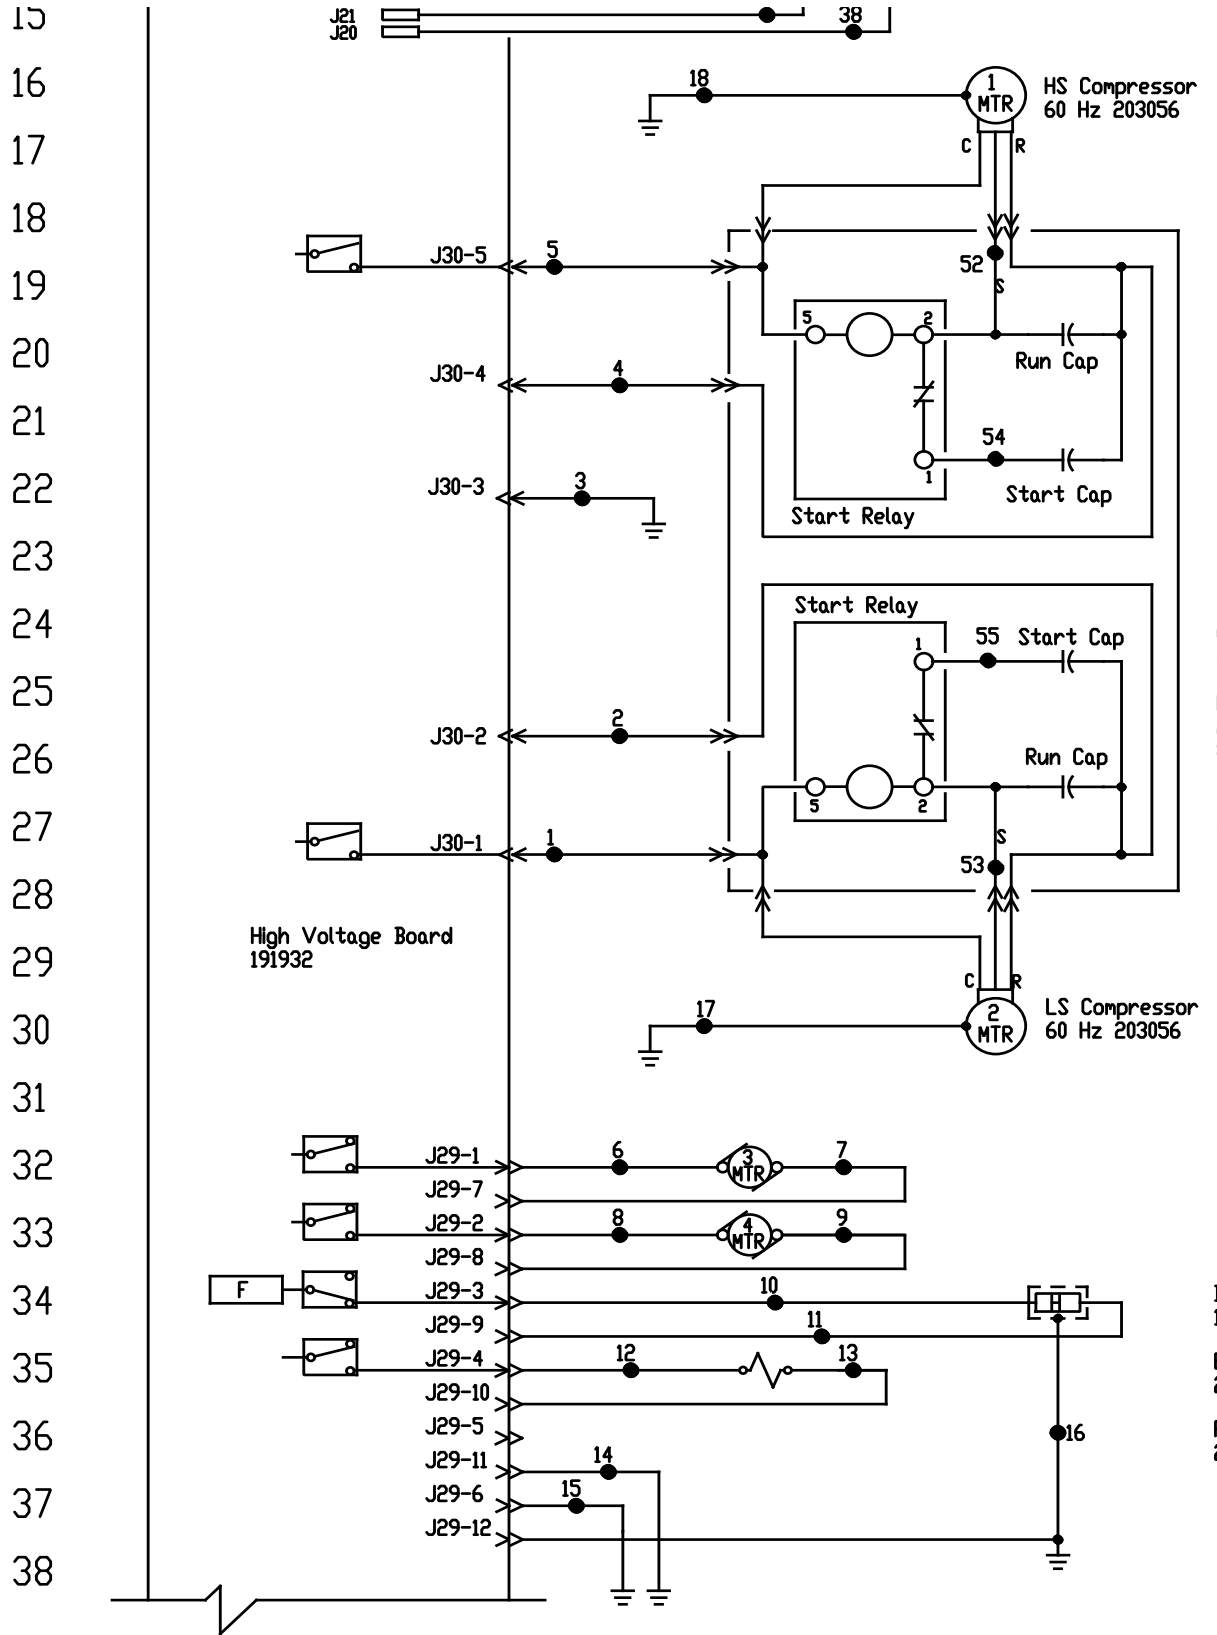 15
J21
J20
38
16
18
1
MTR
HS Compressor
60 Hz 203056
17
C
R
18
J30-5
5
52
S
19
5
2
20
J30-4
4
Run Cap
21
54
1
22
J30-3
3
Start Cap
Start Relay
23
24
Start Relay
1
55
Start Cap
25
J30-2
2
26
Run Cap
5
2
27
J30-1
1
S
53
28
High Voltage Board
191932
29
C
R
17
2
MTR
LS Compressor
60 Hz 203056
30
31
32
J29-1
6
3
MTR
7
J29-7
33
J29-2
8
4
MTR
9
J29-8
34
F
J29-3
10
H
J29-9
11
35
J29-4
12
13
J29-10
36
J29-5
16
J29-11
14
37
J29-6
15
J29-12
38